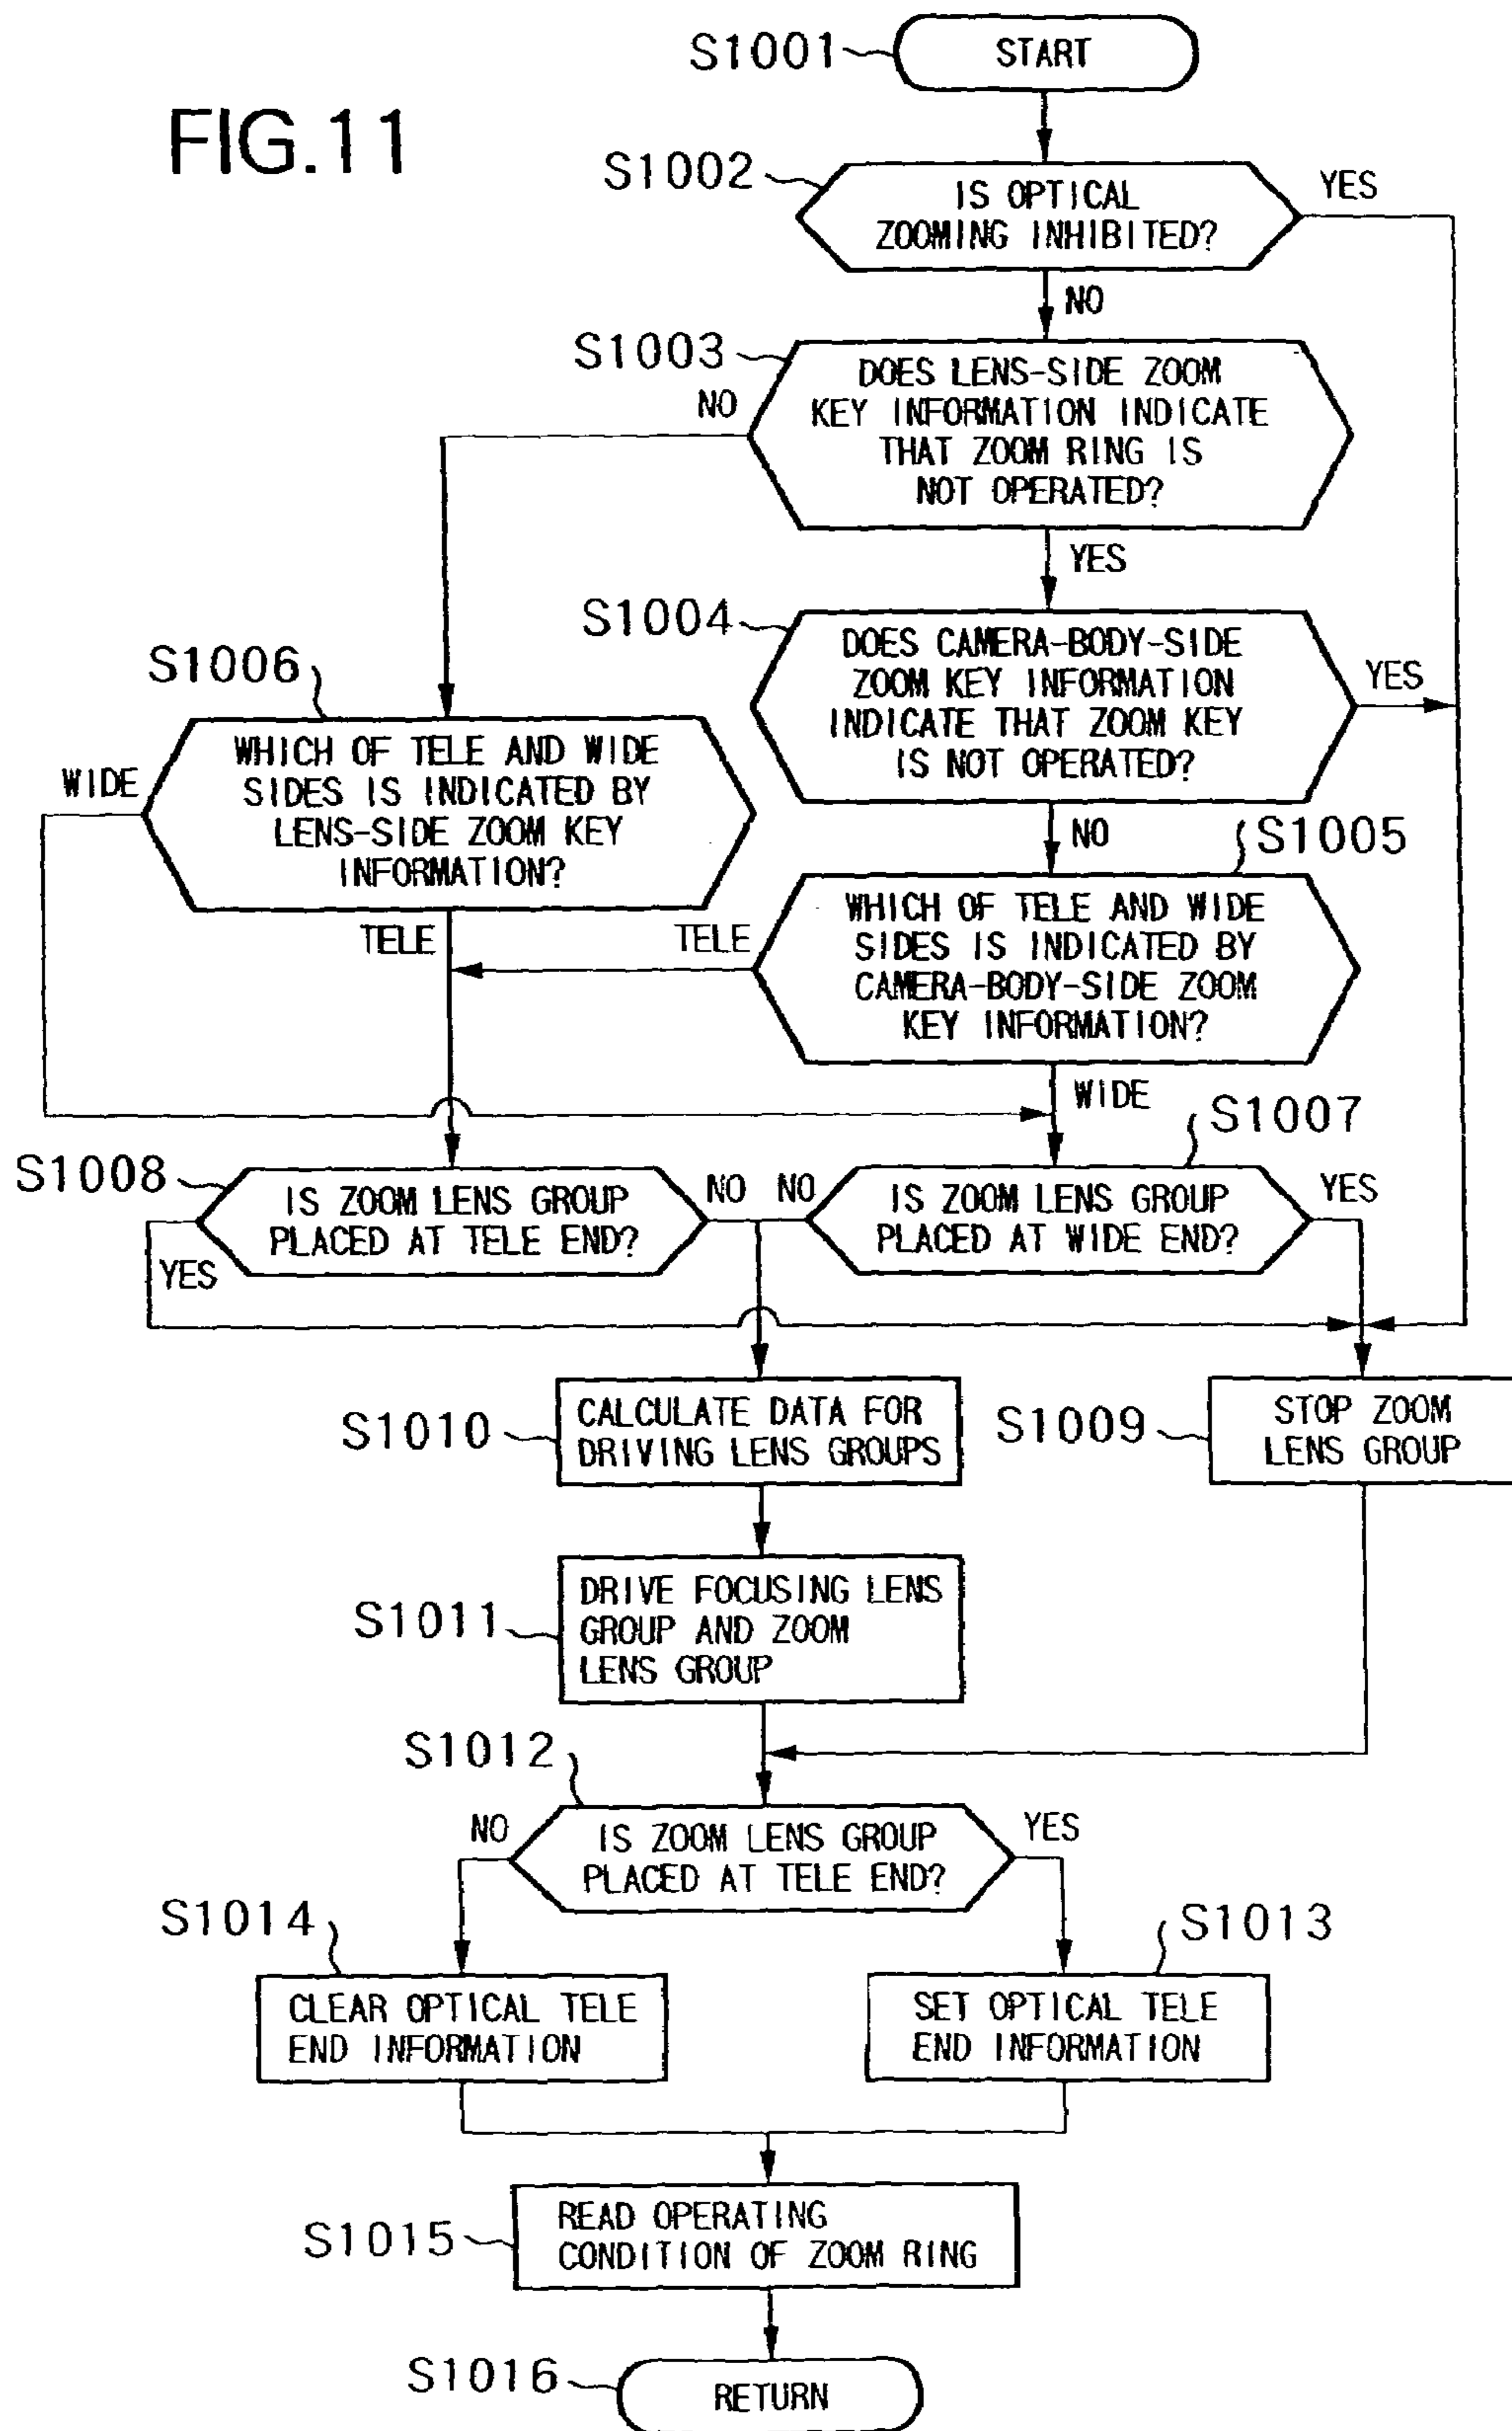 FIG.11
S1001
START
S1002
IS OPTICAL
ZOOMING INHIBITED?
YES
NO
S1003
DOES LENS-SIDE ZOOM
KEY INFORMATION INDICATE
THAT ZOOM RING IS
NOT OPERATED?
NO
YES
S1004
DOES CAMERA-BODY-SIDE
ZOOM KEY INFORMATION
INDICATE THAT ZOOM KEY
IS NOT OPERATED?
YES
NO
S1006
WHICH OF TELE AND WIDE
SIDES IS INDICATED BY
LENS-SIDE ZOOM KEY
INFORMATION?
WIDE
TELE
S1005
WHICH OF TELE AND WIDE
SIDES IS INDICATED BY
CAMERA-BODY-SIDE ZOOM
KEY INFORMATION?
TELE
WIDE
S1008
IS ZOOM LENS GROUP
PLACED AT TELE END?
NO
YES
S1007
IS ZOOM LENS GROUP
PLACED AT WIDE END?
NO
YES
S1010
CALCULATE DATA FOR
DRIVING LENS GROUPS
S1009
STOP ZOOM
LENS GROUP
S1011
DRIVE FOCUSING LENS
GROUP AND ZOOM
LENS GROUP
S1012
IS ZOOM LENS GROUP
PLACED AT TELE END?
NO
YES
S1014
CLEAR OPTICAL TELE
END INFORMATION
S1013
SET OPTICAL TELE
END INFORMATION
S1015
READ OPERATING
CONDITION OF ZOOM RING
S1016
RETURN